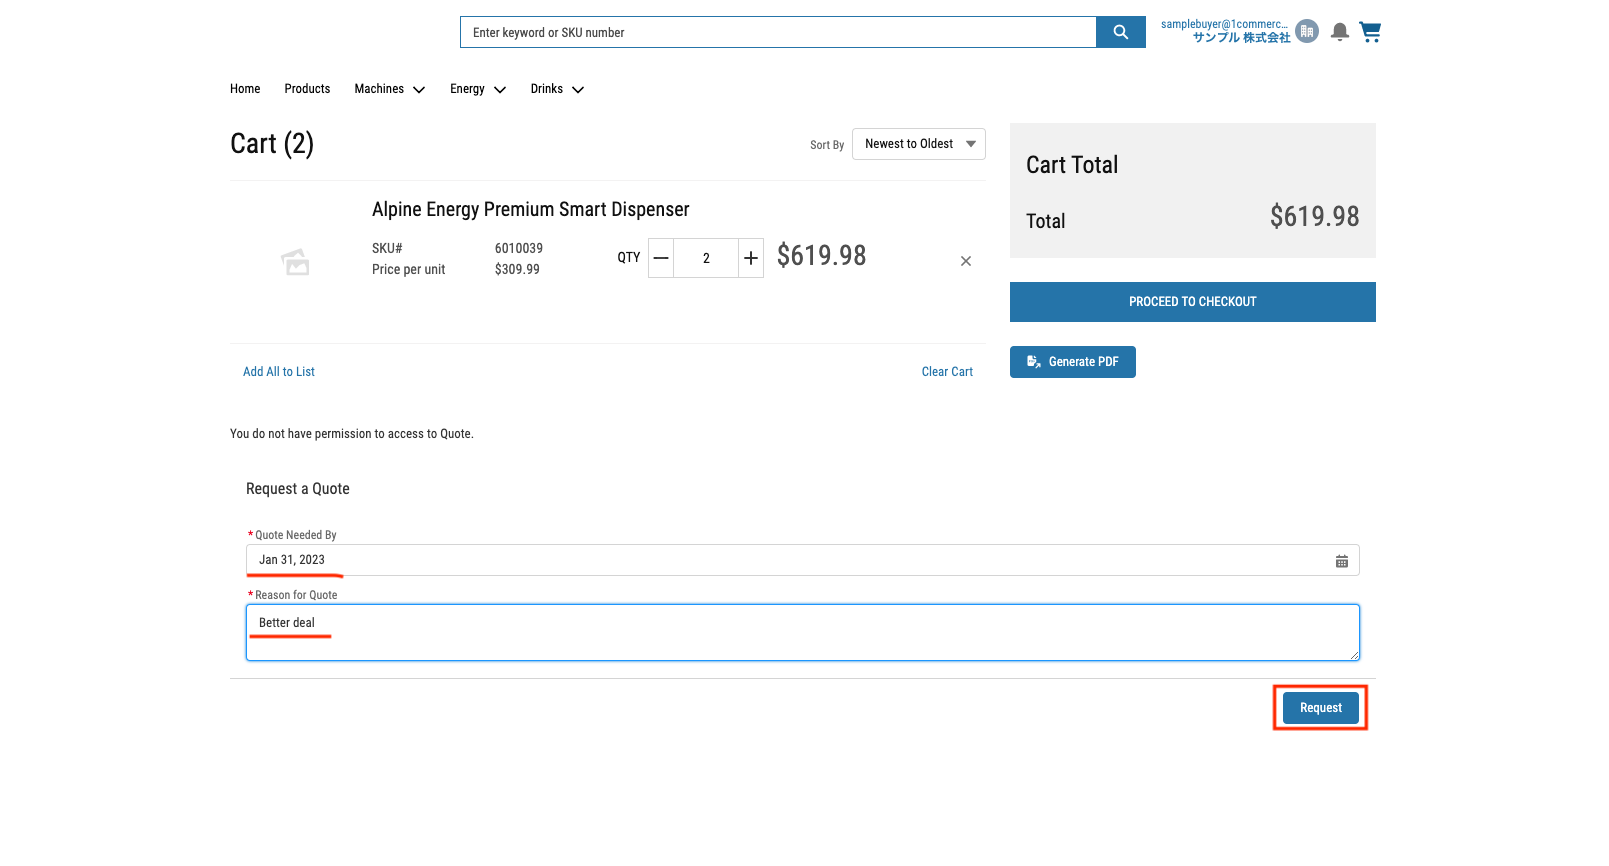 Enter keyword or SKU number
samplebuyer@1commerc...
サンプル 株式会社
Home Products Machines Energy Drinks
Cart (2)
Sort By Newest to Oldest
Alpine Energy Premium Smart Dispenser
SKU# 6010039
Price per unit $309.99
QTY 2 $619.98
Add All to List Clear Cart
Cart Total
Total $619.98
PROCEED TO CHECKOUT
Generate PDF
You do not have permission to access to Quote.
Request a Quote
*Quote Needed By
Jan 31, 2023
*Reason for Quote
Better deal
Request